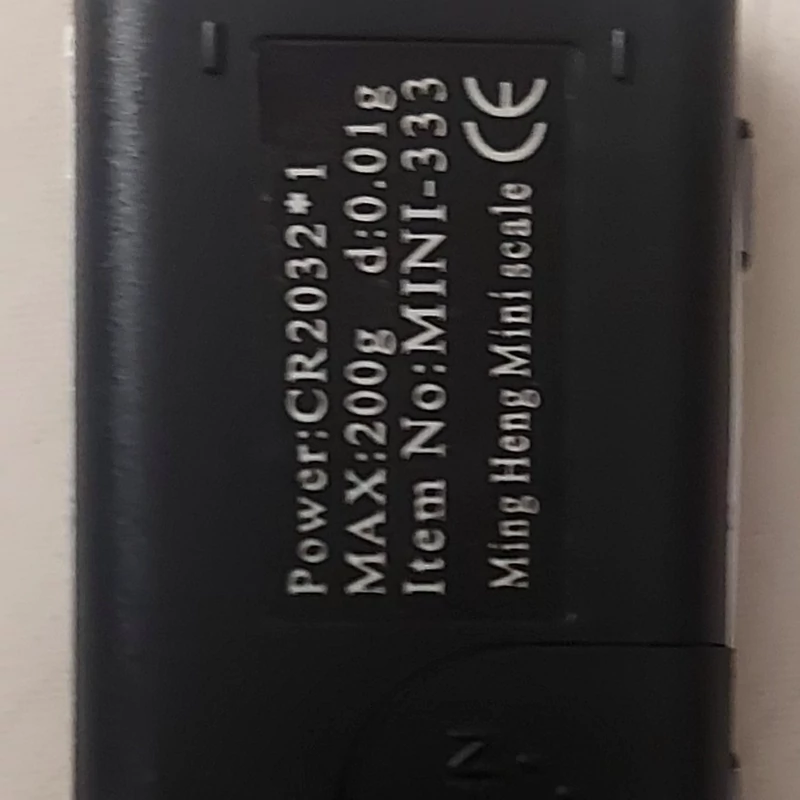 Power:CR2032*1
MAX:200g d:0.01g
Item No:MINI-333
Ming Heng Mini scale CE